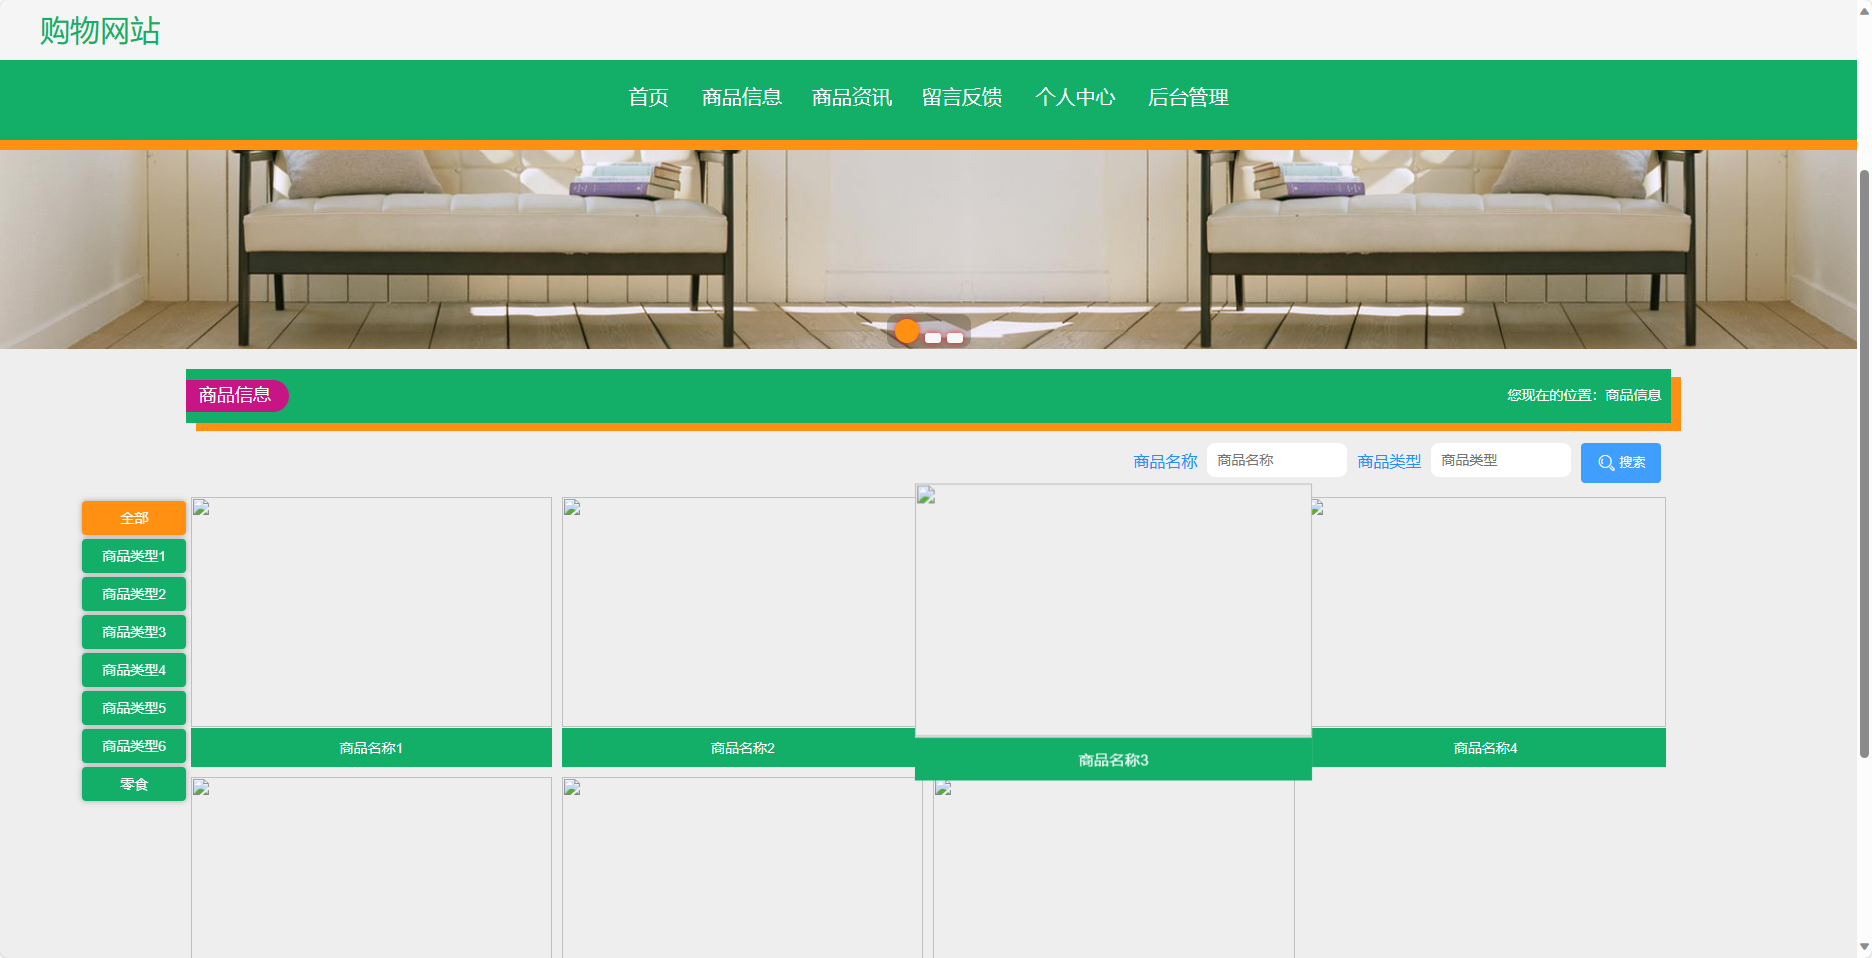 购物网站
首页 商品信息 商品资讯 留言反馈 个人中心 后台管理
商品信息
您现在的位置：商品信息
商品名称 商品名称 商品类型 商品类型 搜索
全部
商品类型1
商品类型2
商品类型3
商品类型4
商品类型5
商品类型6
零食
商品名称1
商品名称2
商品名称3
商品名称4